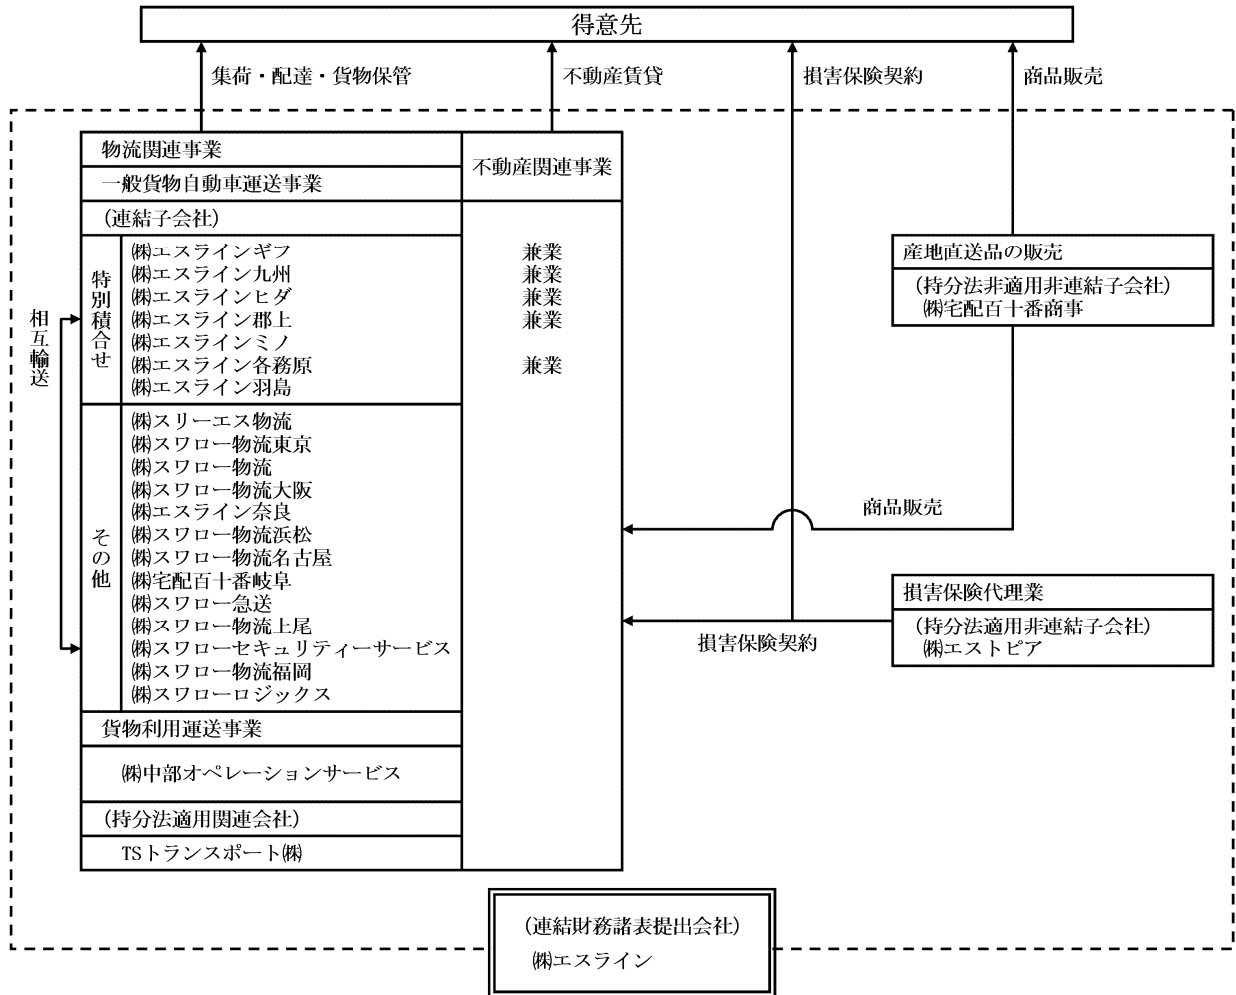 得意先
集荷・配達・貨物保管
不動産賃貸
損害保険契約
商品販売
物流関連事業
不動産関連事業
一般貨物自動車運送事業
(連結子会社)
特別積合せ
㈱エスラインギフ 兼業
㈱エスライン九州 兼業
㈱エスラインヒダ 兼業
㈱エスライン郡上 兼業
㈱エスラインミノ
㈱エスライン各務原 兼業
㈱エスライン羽島
相互輸送
その他
㈱スリーエス物流
㈱スワロー物流東京
㈱スワロー物流
㈱スワロー物流大阪
㈱エスライン奈良
㈱スワロー物流浜松
㈱スワロー物流名古屋
㈱宅配百十番岐阜
㈱スワロー急送
㈱スワロー物流上尾
㈱スワローセキュリティーサービス
㈱スワロー物流福岡
㈱スワローロジックス
貨物利用運送事業
㈱中部オペレーションサービス
(持分法適用関連会社)
TSトランスポート㈱
産地直送品の販売
(持分法非適用非連結子会社)
㈱宅配百十番商事
商品販売
損害保険代理業
(持分法適用非連結子会社)
㈱エストピア
損害保険契約
(連結財務諸表提出会社)
㈱エスライン